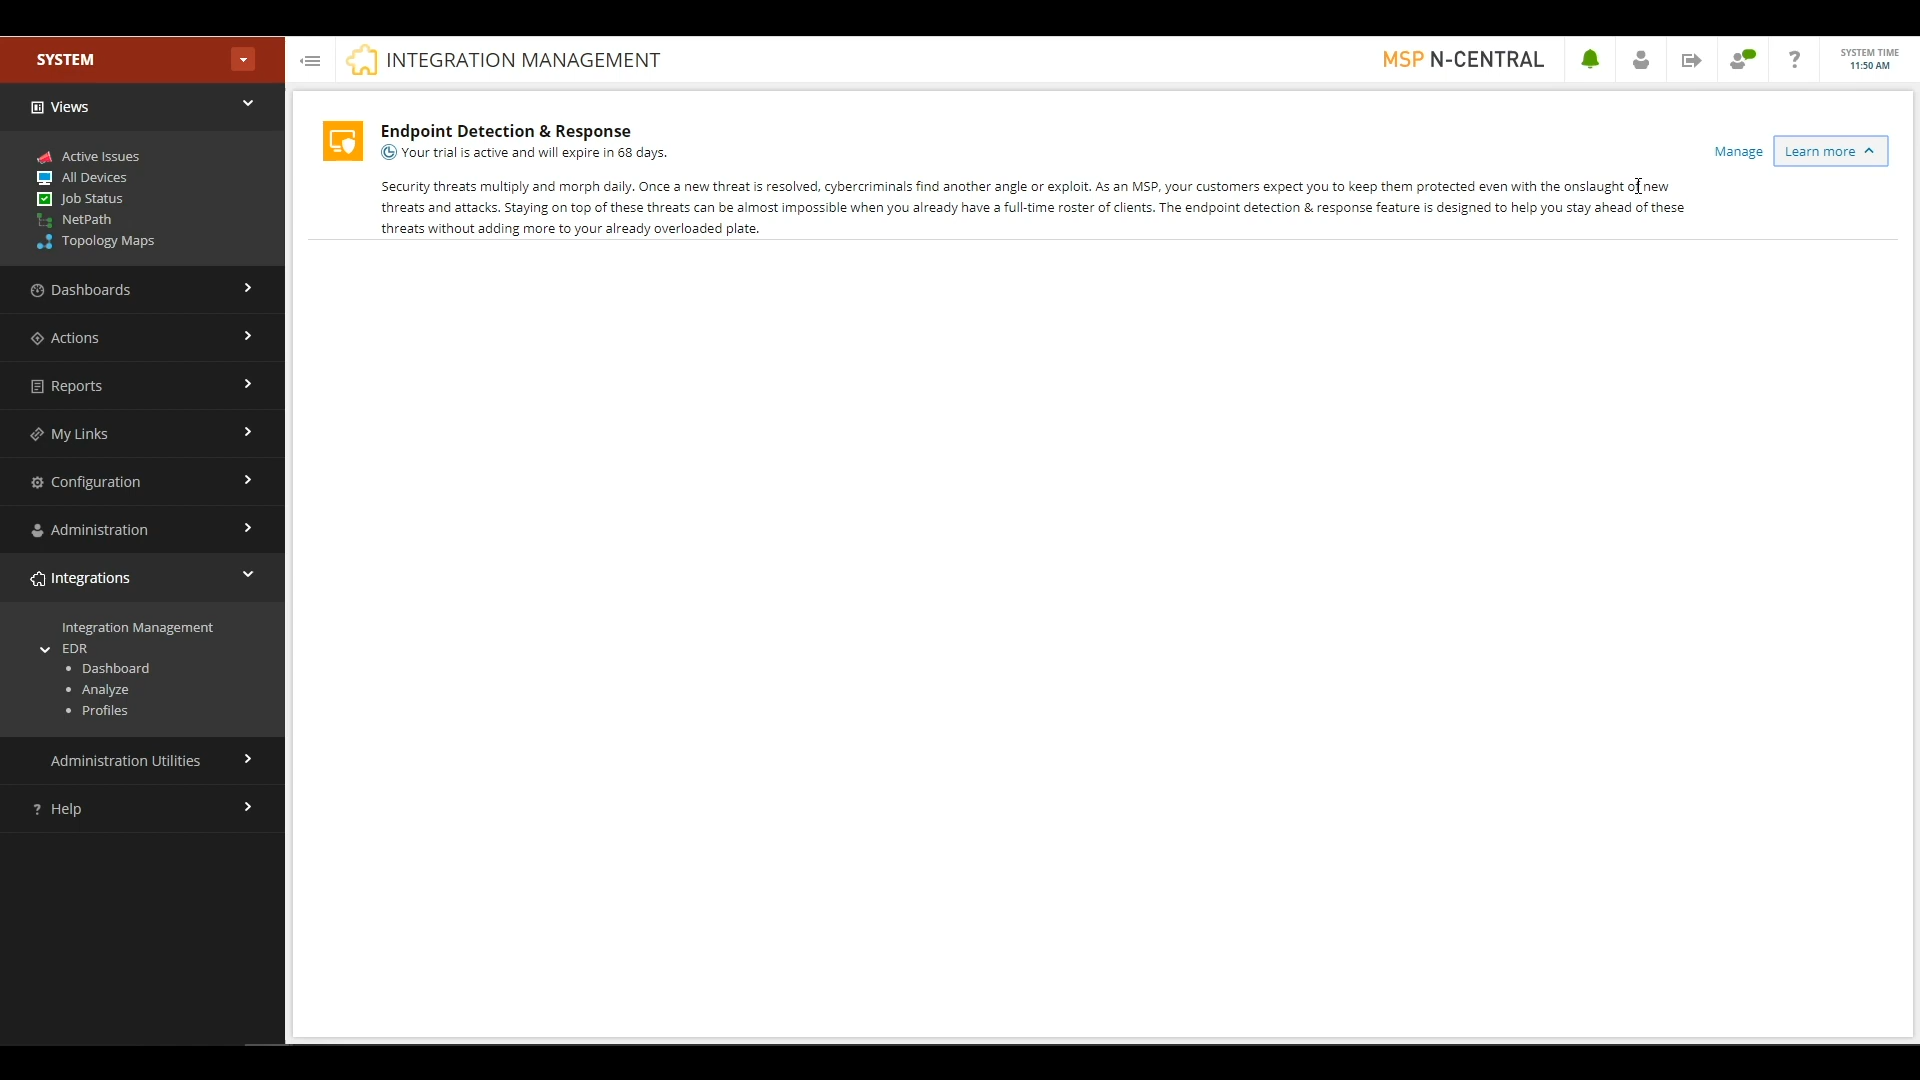 SYSTEM
INTEGRATION MANAGEMENT
MSP N-CENTRAL
?
SYSTEM TIME
11:50 AM
Views
Active Issues
All Devices
Job Status
NetPath
Topology Maps
Dashboards
Actions
Reports
My Links
Configuration
Administration
Integrations
Integration Management
EDR
• Dashboard
• Analyze
• Profiles
Administration Utilities
? Help
Endpoint Detection & Response
Your trial is active and will expire in 68 days.
Manage
Learn more
Security threats multiply and morph daily. Once a new threat is resolved, cybercriminals find another angle or exploit. As an MSP, your customers expect you to keep them protected even with the onslaught of new
threats and attacks. Staying on top of these threats can be almost impossible when you already have a full-time roster of clients. The endpoint detection & response feature is designed to help you stay ahead of these
threats without adding more to your already overloaded plate.